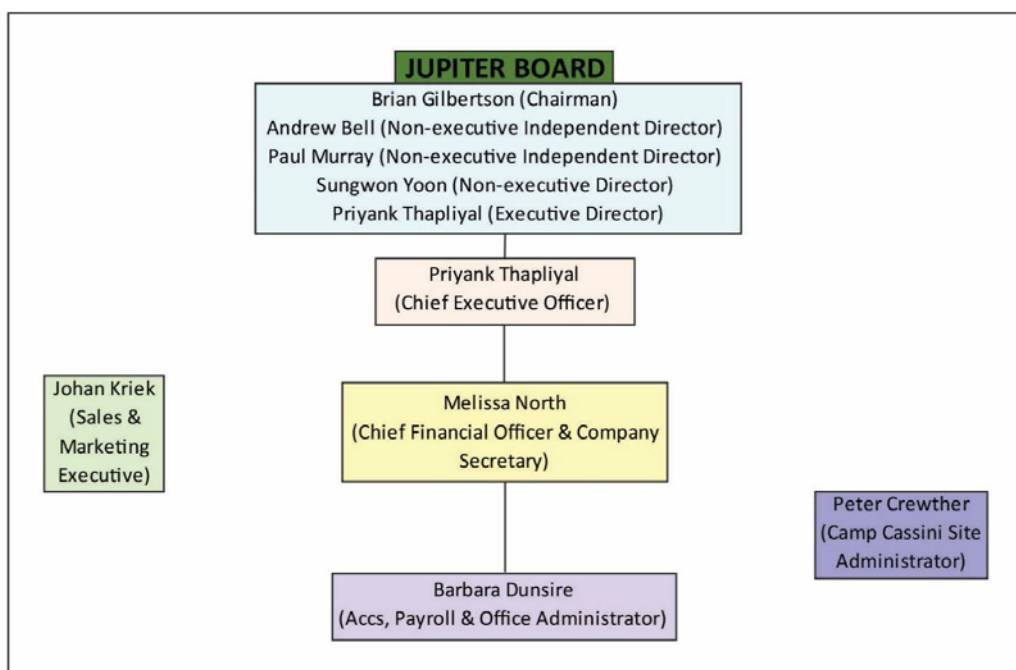 JUPITER BOARD
Brian Gilbertson (Chairman)
Andrew Bell (Non-executive Independent Director)
Paul Murray (Non-executive Independent Director)
Sungwon Yoon (Non-executive Director)
Priyank Thapliyal (Executive Director)
Priyank Thapliyal
(Chief Executive Officer)
Johan Kriek
(Sales &
Marketing
Executive)
Melissa North
(Chief Financial Officer & Company
Secretary)
Peter Crewther
(Camp Cassini Site
Administrator)
Barbara Dunsire
(Accs, Payroll & Office Administrator)